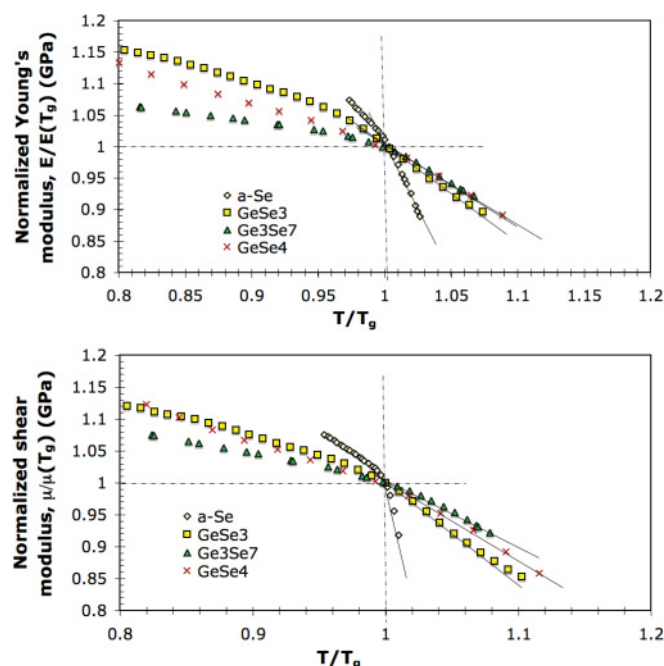 Normalized Young's
modulus, E/E(Tg) (GPa)
1.2
1.15
1.1
1.05
1
0.95
0.9
0.85
0.8
a-Se
GeSe3
Ge3Se7
GeSe4
0.8 0.85 0.9 0.95 1 1.05 1.1 1.15 1.2
T/Tg
Normalized shear
modulus, μ/μ(Tg) (GPa)
1.2
1.15
1.1
1.05
1
0.95
0.9
0.85
0.8
a-Se
GeSe3
Ge3Se7
GeSe4
0.8 0.9 1 1.1 1.2
T/Tg